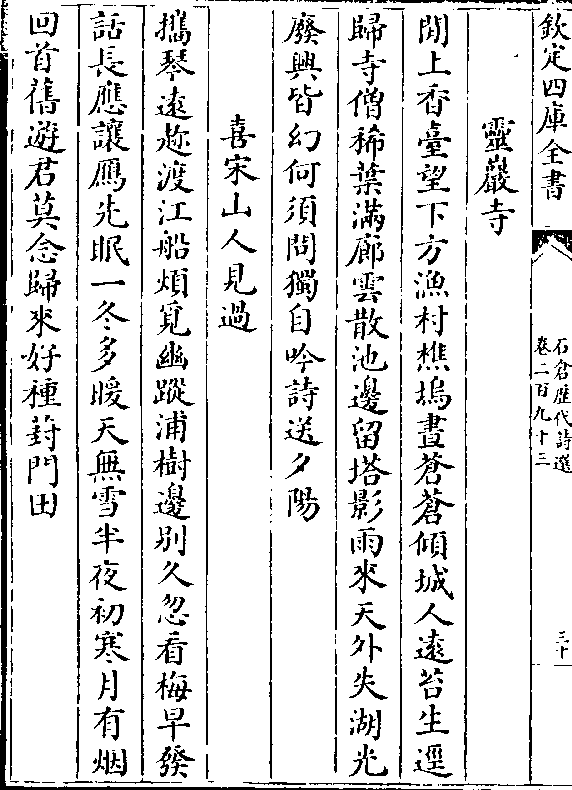 欽定四庫全書
石倉歷代詩選
卷二百九十三
三十
靈巖寺
閒上香臺望下方漁村樵塢晝蒼蒼傾城人遠苔生逕
歸寺僧稀葉滿廊雲散池邊留塔影雨來天外失湖光
廢興皆幻何須問獨自吟詩送夕陽
喜宋山人見過
攜琴遠趂渡江船煩覓幽蹤浦樹邊别久忽看梅早發
話長應讓鴈先眠一冬多暖天無雪半夜初寒月有烟
回首舊遊君莫念歸來好種葑門田